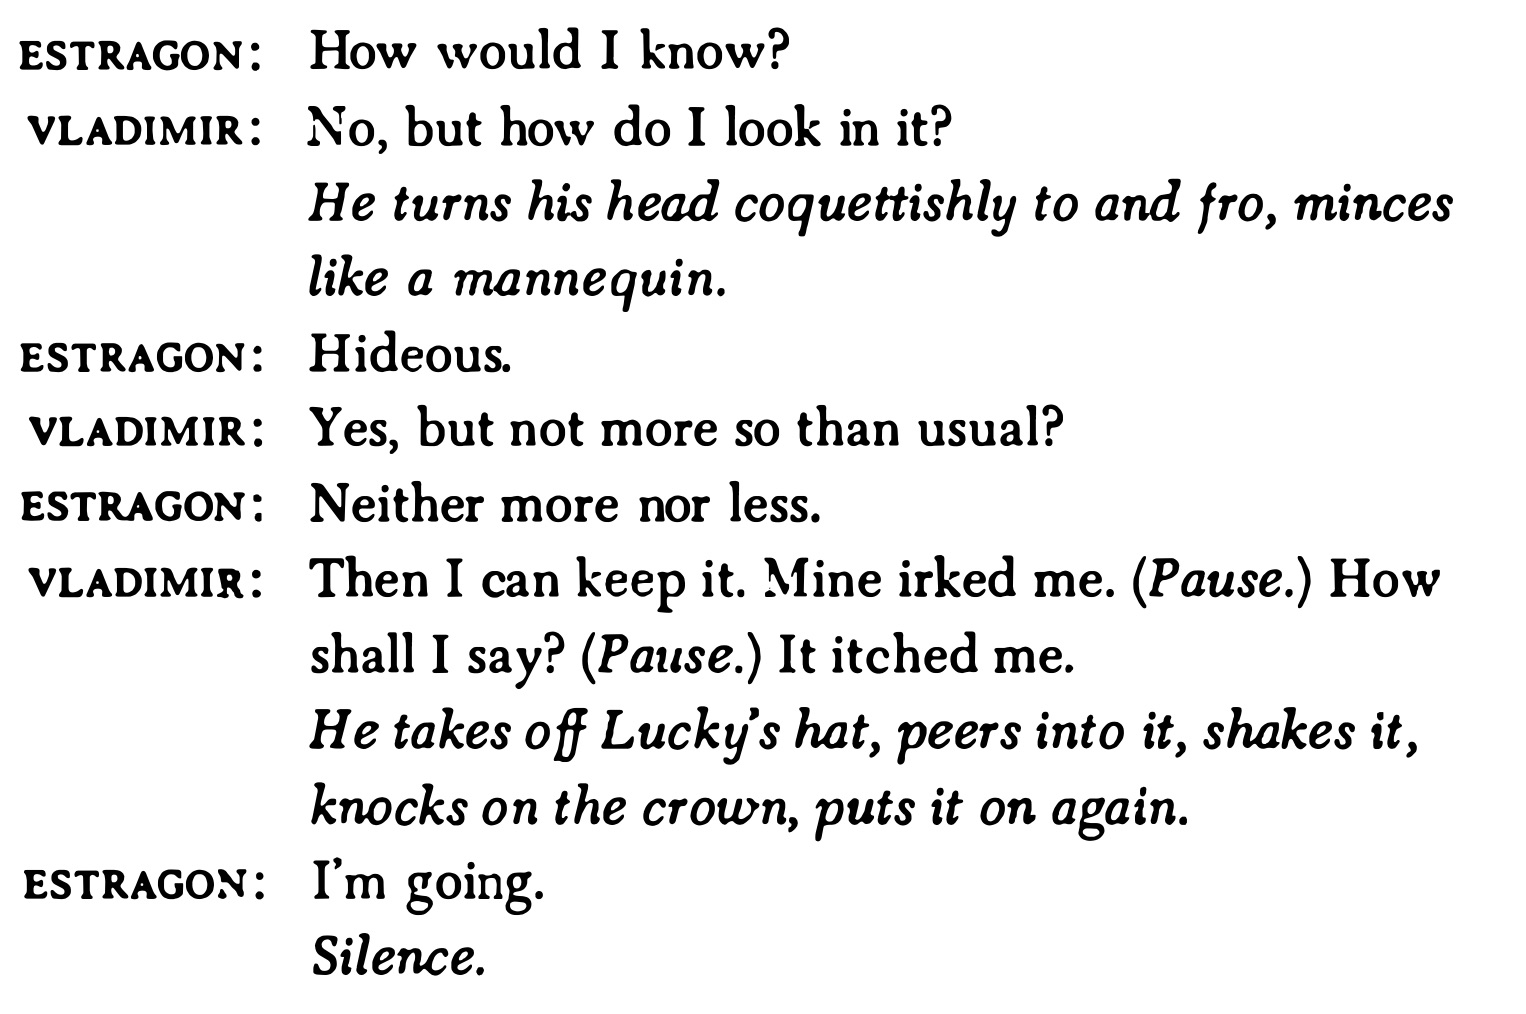 ESTRAGON: How would I know?
VLADIMIR: No, but how do I look in it?
He turns his head coquettishly to and fro, minces
like a mannequin.
ESTRAGON: Hideous.
VLADIMIR: Yes, but not more so than usual?
ESTRAGON: Neither more nor less.
VLADIMIR: Then I can keep it. Mine irked me. (Pause.) How
shall I say? (Pause.) It itched me.
He takes off Lucky's hat, peers into it, shakes it,
knocks on the crown, puts it on again.
ESTRAGON: I'm going.
Silence.